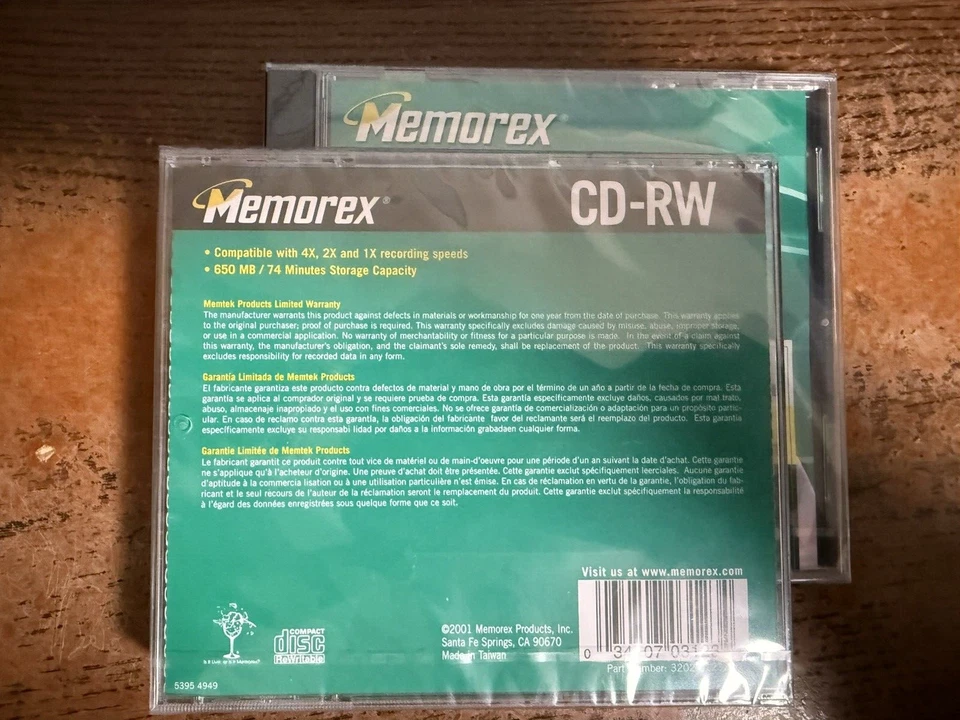 Memorex
Memorex®
CD-RW
• Compatible with 4X, 2X and 1X recording speeds
• 650 MB / 74 Minutes Storage Capacity
Memtek Products Limited Warranty
The manufacturer warrants this product against defects in materials or workmanship for one year from the date of purchase. This warranty applies
to the original purchaser; proof of purchase is required. This warranty specifically excludes damage caused by misuse, abuse, improper storage,
or use in a commercial application. No warranty of merchantability or fitness for a particular purpose is made. In the event of a claim against
this warranty, the manufacturer's obligation, and the claimant's sole remedy, shall be replacement of the product. This warranty specifically
excludes responsibility for recorded data in any form.
Garantía Limitada de Memtek Products
El fabricante garantiza este producto contra defectos de material y mano de obra por el término de un año a partir de la fecha de compra. Esta
garantía se aplica al comprador original y se requiere prueba de compra. Esta garantía específicamente excluye daños, causados por mal trato,
abuso, almacenaje inapropiado y el uso con fines comerciales. No se ofrece garantía de comercialización o adaptación para un propósito partic-
ular. En caso de reclamo contra esta garantía, la obligación del fabricante favor del reclamante será el reemplazo del producto. Esta garantía
específicamente excluye su responsabi lidad por daños a la información grabadaen cualquier forma.
Garantie Limitée de Memtek Products
Le fabricant garantit ce produit contre tout vice de matériel ou de main-d'oeuvre pour une période d'un an suivant la date d'achat. Cette garantie
ne s'applique qu'à l'acheteur d'origine. Une preuve d'achat doit être présentée. Cette garantie exclut spécifiquement leerciales. Aucune garantie
d'aptitude à la commercia lisation ou à une utilisation particulière n'est émise. En cas de réclamation en vertu de la garantie, l'obligation du fab-
ricant et le seul recours de l'auteur de la réclamation seront le remplacement du produit. Cette garantie exclut spécifiquement la responsabilité
à l'égard des données enregistrées sous quelque forme que ce soit.
Visit us at www.memorex.com
Is it Live, or is it Memorex?
COMPACT
disc
ReWritable
©2001 Memorex Products, Inc.
Santa Fe Springs, CA 90670
Made in Taiwan
0
Part Number:
5395 4949